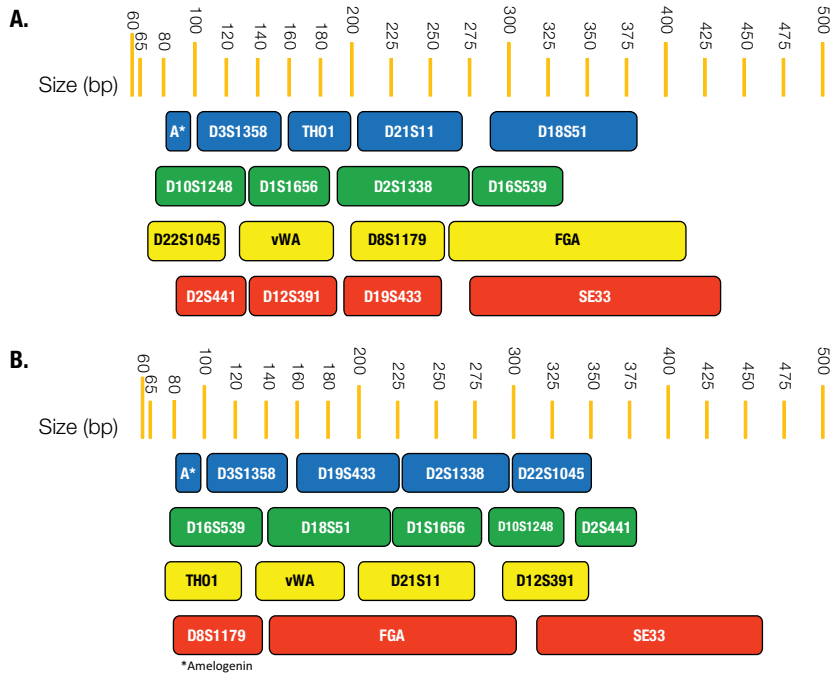 A.
60 65 80 100 120 140 160 180 200 225 250 275 300 325 350 375 400 425 450 475 500
Size (bp)
A* D3S1358 TH01 D21S11 D18S51
D10S1248 D1S1656 D2S1338 D16S539
D22S1045 vWA D8S1179 FGA
D2S441 D12S391 D19S433 SE33
B.
60 65 80 100 120 140 160 180 200 225 250 275 300 325 350 375 400 425 450 475 500
Size (bp)
A* D3S1358 D19S433 D2S1338 D22S1045
D16S539 D18S51 D1S1656 D10S1248 D2S441
TH01 vWA D21S11 D12S391
D8S1179 FGA SE33
*Amelogenin